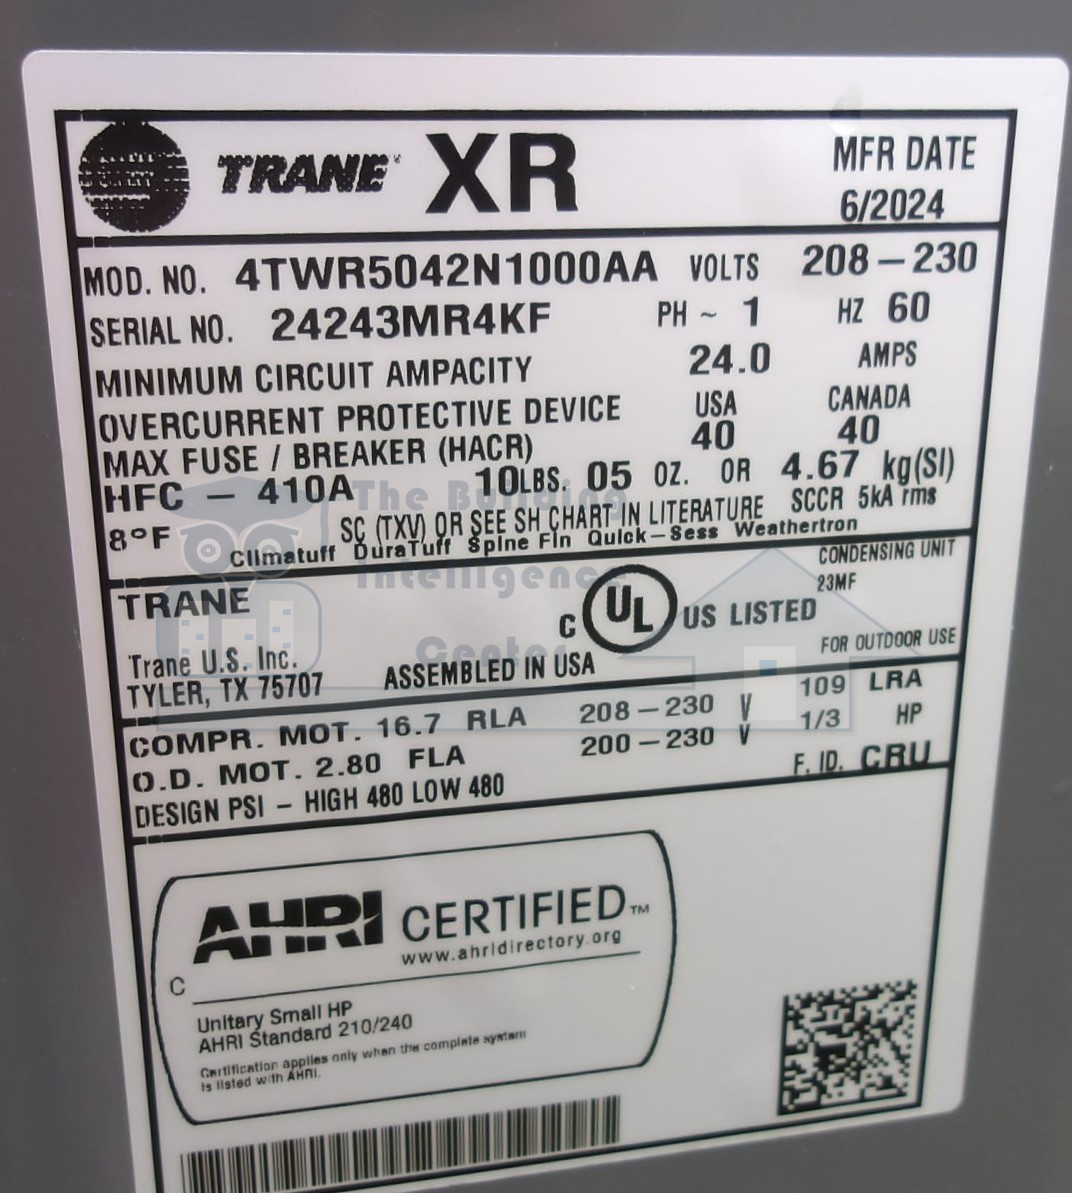 TRANE XR MFR DATE
6/2024
MOD. NO. 4TWR5042N1000AA VOLTS 208–230
SERIAL NO. 24243MR4KF PH ~ 1 HZ 60
MINIMUM CIRCUIT AMPACITY 24.0 AMPS
OVERCURRENT PROTECTIVE DEVICE USA CANADA
MAX FUSE / BREAKER (HACR) 40 40
HFC – 410A 10LBS. 05 OZ. OR 4.67 kg(SI)
8°F SC (TXV) OR SEE SH CHART IN LITERATURE SCCR 5kA rms
Climatuff DuraTuff Spine Fin Quick–Sess Weathertron
The Building
Intelligence
Center
TRANE CONDENSING UNIT
23MF
C UL US LISTED
Trane U.S. Inc. FOR OUTDOOR USE
TYLER, TX 75707 ASSEMBLED IN USA
COMPR. MOT. 16.7 RLA 208–230 V 109 LRA
O.D. MOT. 2.80 FLA 200–230 V 1/3 HP
DESIGN PSI – HIGH 480 LOW 480 F. ID. CRU
AHRI CERTIFIED™
www.ahridirectory.org
C
Unitary Small HP
AHRI Standard 210/240
Certification applies only when the complete system
is listed with AHRI.